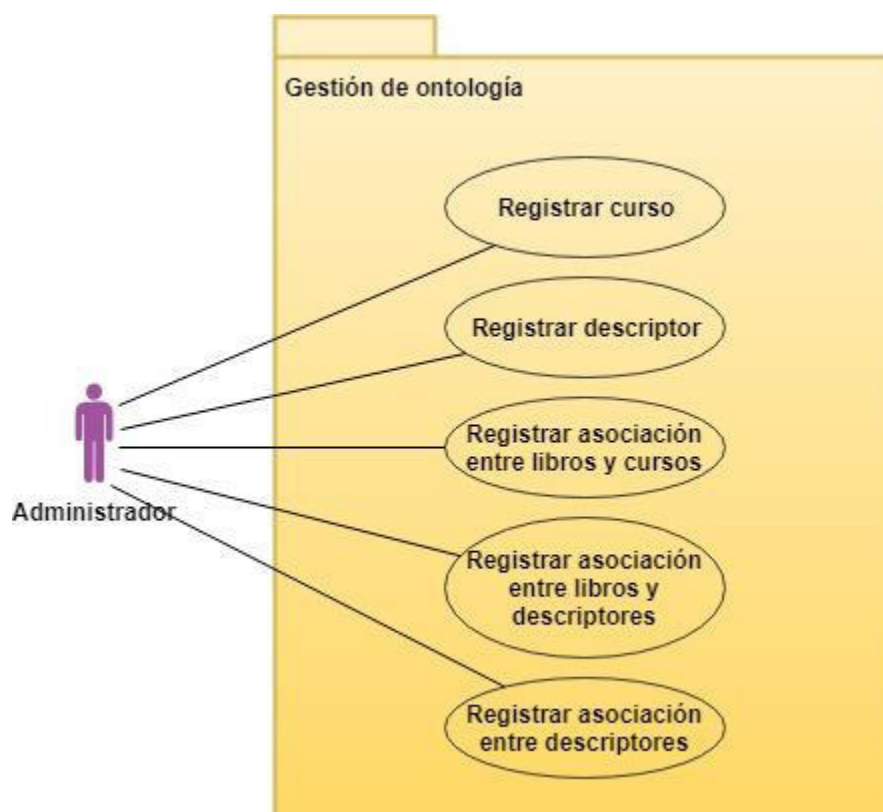 Gestión de ontología
Registrar curso
Registrar descriptor
Registrar asociación
entre libros y cursos
Administrador
Registrar asociación
entre libros y
descriptores
Registrar asociación
entre descriptores